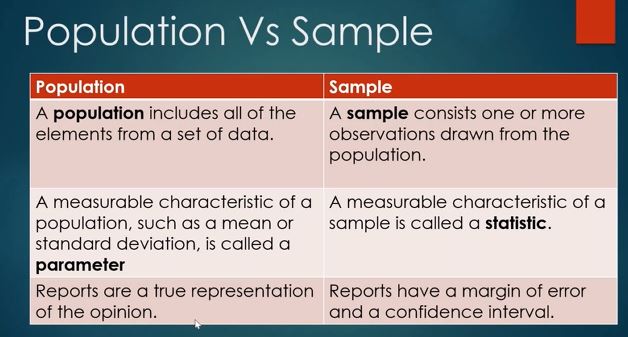 Population Vs Sample
Population
Sample
A population includes all of the
elements from a set of data.
A sample consists one or more
observations drawn from the
population.
A measurable characteristic of a
population, such as a mean or
standard deviation, is called a
parameter
A measurable characteristic of a
sample is called a statistic.
Reports are a true representation
of the opinion.
Reports have a margin of error
and a confidence interval.